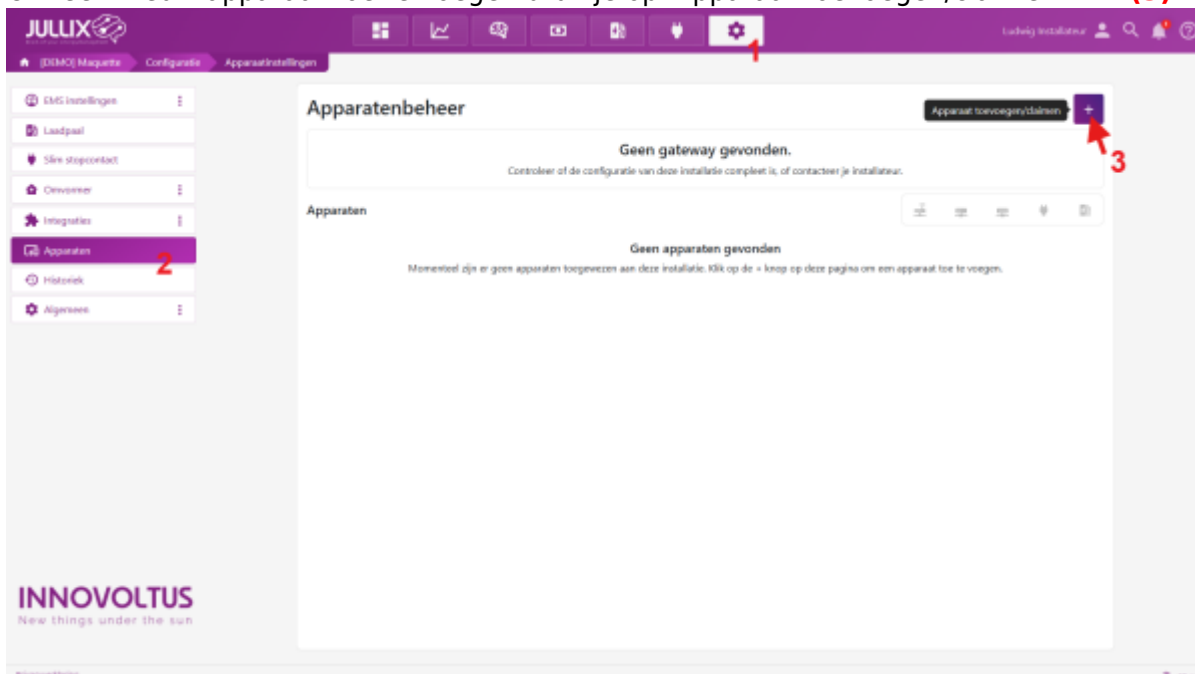 JULLIX
1
Ludwig Installateur
[DEMO] Maquette Configuratie Apparaatinstellingen
EMS instellingen
Laadpaal
Slim stopcontact
Omvormer
Integraties
Apparaten
2
Historiek
Algemeen
Apparatenbeheer
Apparaat toevoegen/claimen
+
3
Geen gateway gevonden.
Controleer of de configuratie van deze installatie compleet is, of contacteer je installateur.
Apparaten
Geen apparaten gevonden
Momenteel zijn er geen apparaten toegewezen aan deze installatie. Klik op de + knop op deze pagina om een apparaat toe te voegen.
INNOVOLTUS
New things under the sun